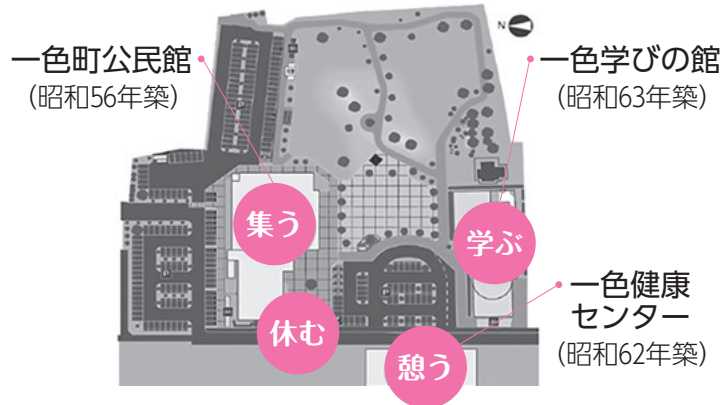 一色町公民館
(昭和56年築)
N
一色学びの館
(昭和63年築)
集う
学ぶ
一色健康
センター
(昭和62年築)
休む
憩う
P
P
P